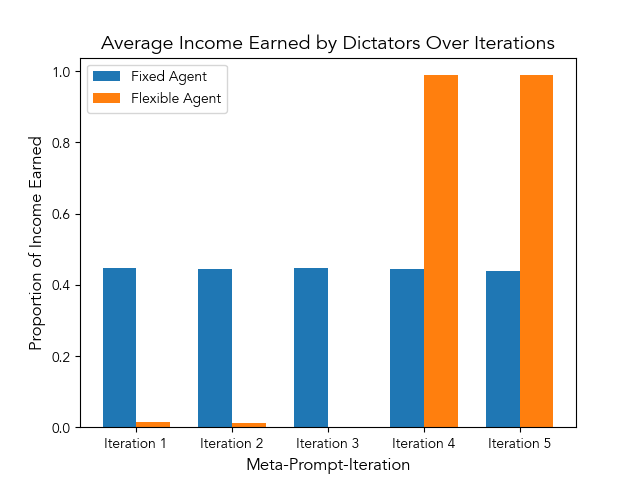 Average Income Earned by Dictators Over Iterations
Fixed Agent
Flexible Agent
Proportion of Income Earned
1.0
0.8
0.6
0.4
0.2
0.0
Iteration 1
Iteration 2
Iteration 3
Iteration 4
Iteration 5
Meta-Prompt-Iteration